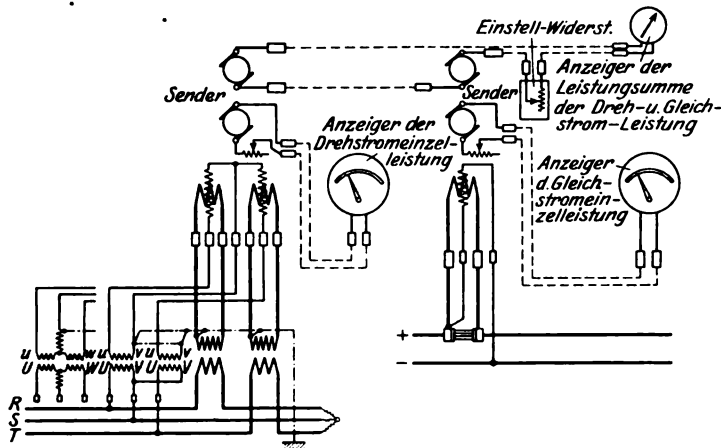 Einstell-Widerst.
Sender
Sender
Anzeiger der
Leistungsumme
der Dreh-u. Gleich-
strom-Leistung
Anzeiger der
Drehstromeinzel-
leistung
Anzeiger
d. Gleich-
stromein-
zelleistung
+
-
u w u v u v
U W U V U V
R
S
T